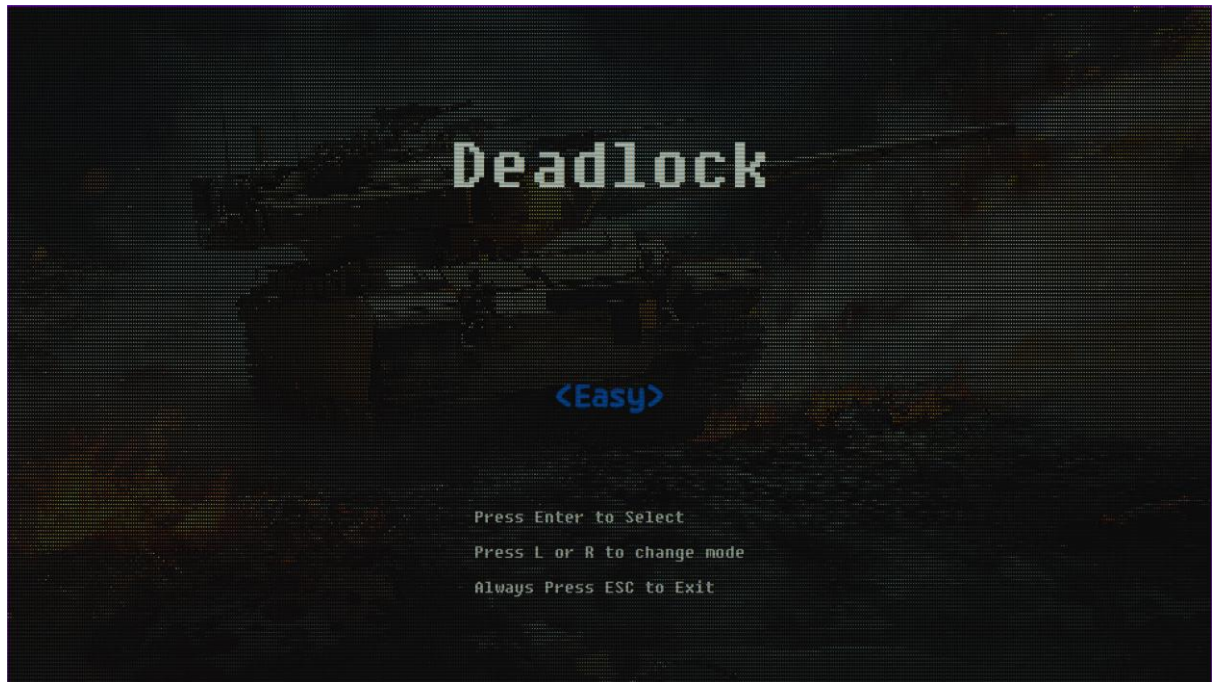 Deadlock
<Easy>
Press Enter to Select
Press L or R to change mode
Always Press ESC to Exit